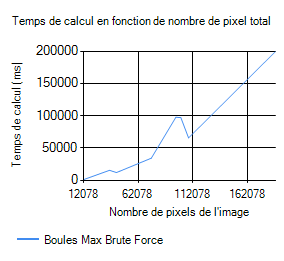 Temps de calcul en fonction de nombre de pixel total
Temps de calcul (ms)
200000
150000
100000
50000
0
12078 62078 112078 162078
Nombre de pixels de l'image
Boules Max Brute Force